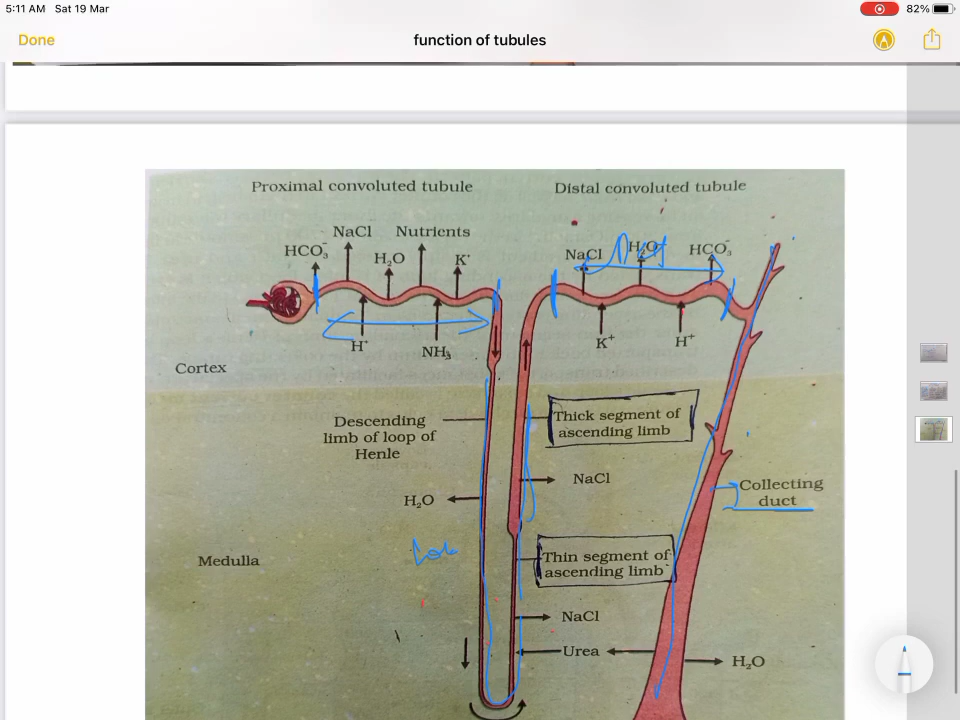 5:11 AM Sat 19 Mar
82%
Done
function of tubules
Proximal convoluted tubule
Distal convoluted tubule
NaCl Nutrients
HCO₃⁻
H₂O
K⁺
NaCl
H₂O
HCO₃⁻
H⁺
NH₃
K⁺
H⁺
Cortex
Descending
limb of loop of
Henle
Thick segment of
ascending limb
NaCl
Collecting
duct
H₂O
Medulla
Thin segment of
ascending limb
NaCl
Urea
H₂O